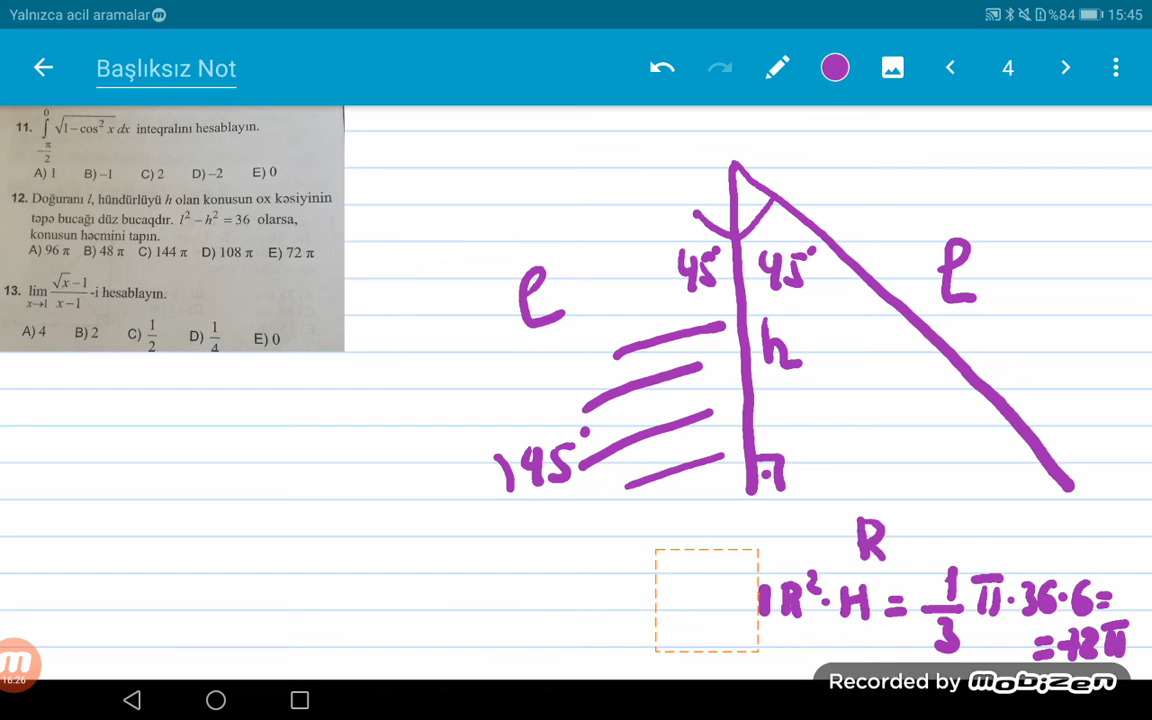 Yalnızca acil aramalar
%84 15:45
Başlıksız Not
4
11. ∫ 0 -π/2 √1-cos² x dx inteqralını hesablayın.
A) 1 B) -1 C) 2 D) -2 E) 0
12. Doğuranı l, hündürlüyü h olan konusun ox kəsiyinin
təpə bucağı düz bucaqdır. l² - h² = 36 olarsa,
konusun həcmini tapın.
A) 96 π B) 48 π C) 144 π D) 108 π E) 72 π
13. lim x→1 √x - 1 / x - 1 -i hesablayın.
A) 4 B) 2 C) 1/2 D) 1/4 E) 0
45° 45°
l l
h
45°
R
R² · H = 1/3 π · 36 · 6 =
= 72 π
16:26
Recorded by mobizen